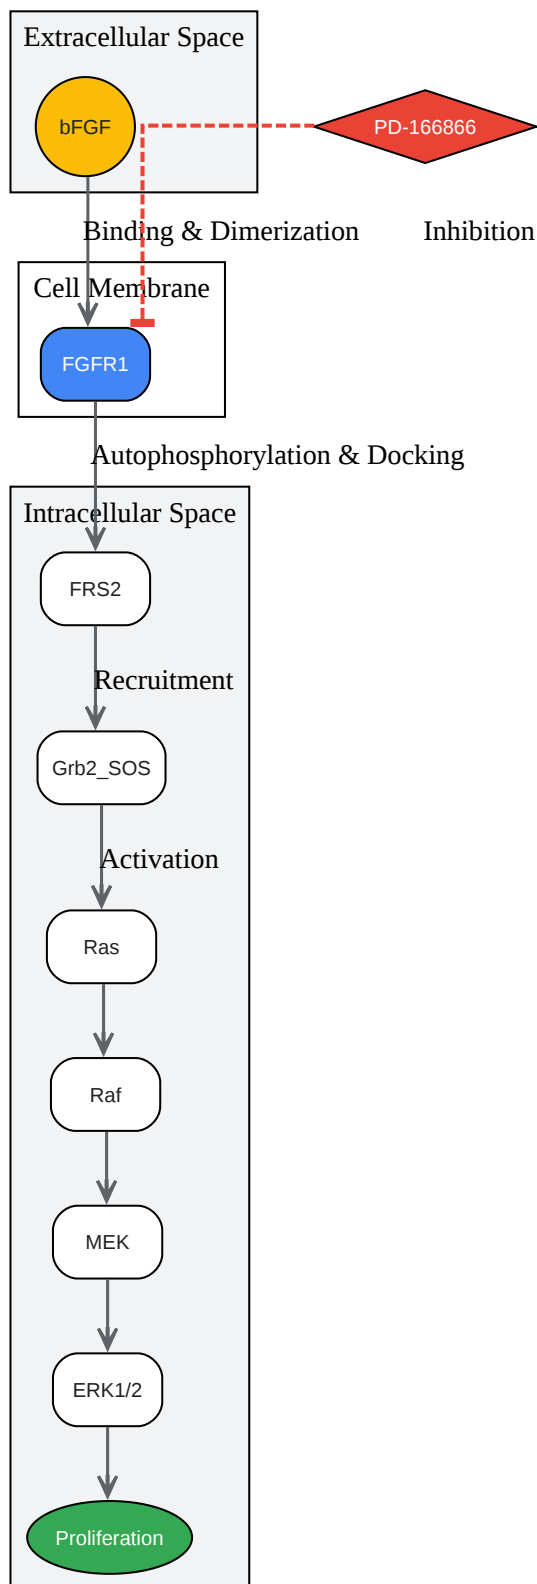 Extracellular Space
bFGF
PD-166866
Binding & Dimerization
Inhibition
Cell Membrane
FGFR1
Autophosphorylation & Docking
Intracellular Space
FRS2
Recruitment
Grb2_SOS
Activation
Ras
Raf
MEK
ERK1/2
Proliferation